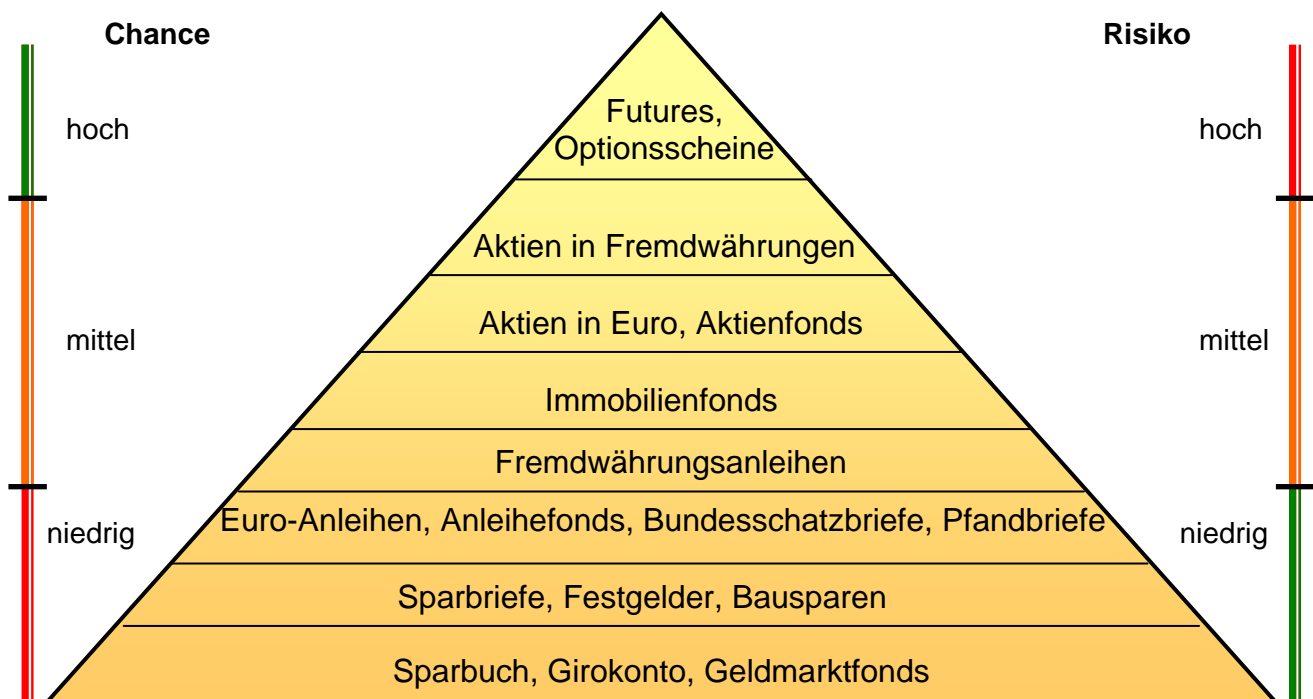 Chance
Risiko
hoch
Futures,
Optionsscheine
hoch
Aktien in Fremdwährungen
mittel
Aktien in Euro, Aktienfonds
mittel
Immobilienfonds
Fremdwährungsanleihen
niedrig
Euro-Anleihen, Anleihefonds, Bundesschatzbriefe, Pfandbriefe
niedrig
Sparbriefe, Festgelder, Bausparen
Sparbuch, Girokonto, Geldmarktfonds